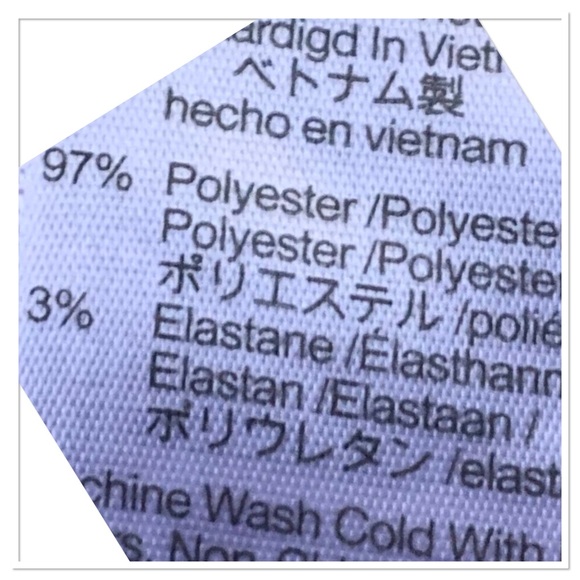 ardigd In Viet
ベトナム製
hecho en vietnam
97% Polyester /Polyeste
Polyester /Polyester
ポリエステル /polié
3% Elastane /Élasthann
Elastan /Elastaan /
ポリウレタン /elast
chine Wash Cold With
s. Non